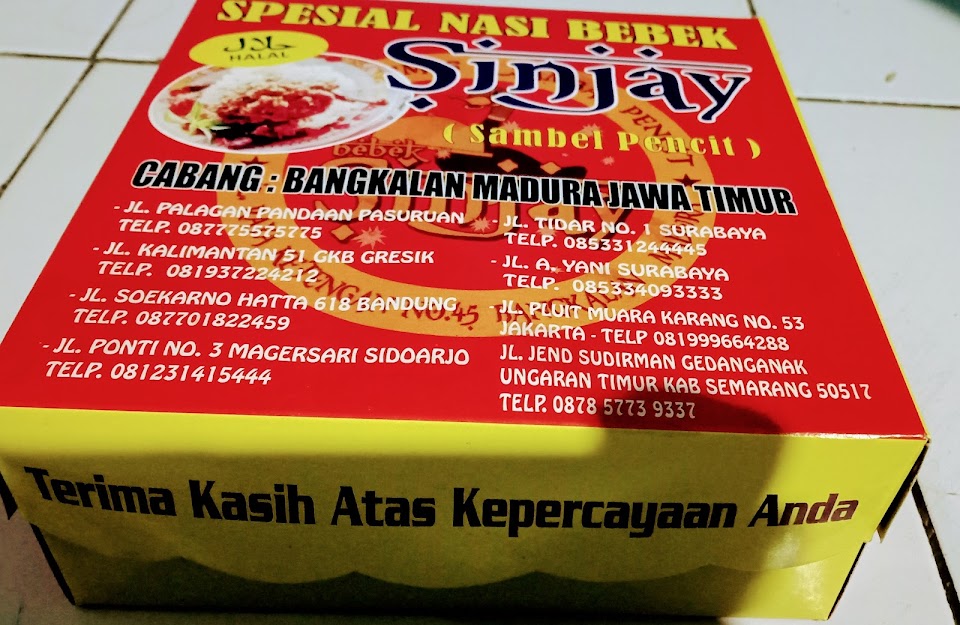 SPESIAL NASI BEBEK
حلال
HALAL
Sinjay
( Sambel Pencit )
bebek
CABANG : BANGKALAN MADURA JAWA TIMUR
- JL. PALAGAN PANDAAN PASURUAN
TELP. 087775575775
- JL. KALIMANTAN 51 GKB GRESIK
TELP. 081937224212
- JL. SOEKARNO HATTA 618 BANDUNG
TELP. 087701822459
- JL. PONTI NO. 3 MAGERSARI SIDOARJO
TELP. 081231415444
- JL. TIDAR NO. 1 SURABAYA
TELP. 085331244445
- JL. A. YANI SURABAYA
TELP. 085334093333
- JL. PLUIT MUARA KARANG NO. 53
JAKARTA - TELP 081999664288
JL. JEND SUDIRMAN GEDANGANAK
UNGARAN TIMUR KAB SEMARANG 50517
TELP. 0878 5773 9337
Terima Kasih Atas Kepercayaan Anda